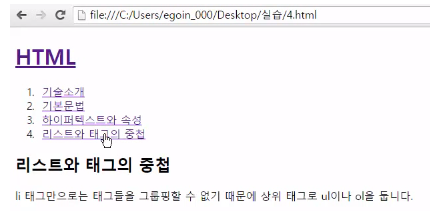 file:///C:/Users/egoin_000/Desktop/실습/4.html
HTML
1. 기술소개
2. 기본문법
3. 하이퍼텍스트와 속성
4. 리스트와 태그의 중첩
리스트와 태그의 중첩
li 태그만으로는 태그들을 그룹핑할 수 없기 때문에 상위 태그로 ul이나 ol을 둡니다.